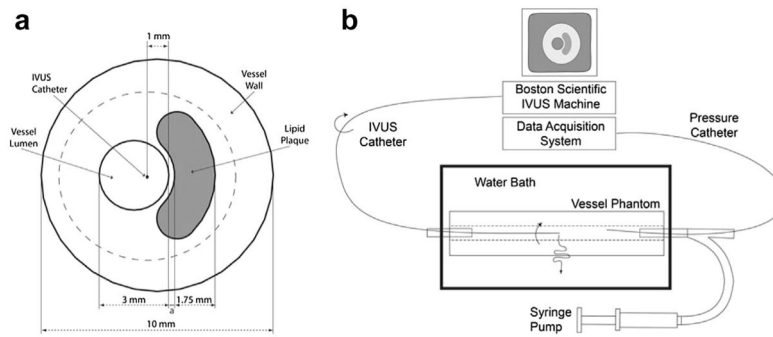 a
1 mm
IVUS
Catheter
Vessel
Wall
Vessel
Lumen
Lipid
Plaque
3 mm
1.75 mm
a
10 mm
b
Boston Scientific
IVUS Machine
Data Acquisition
System
IVUS
Catheter
Pressure
Catheter
Water Bath
Vessel Phantom
Syringe
Pump